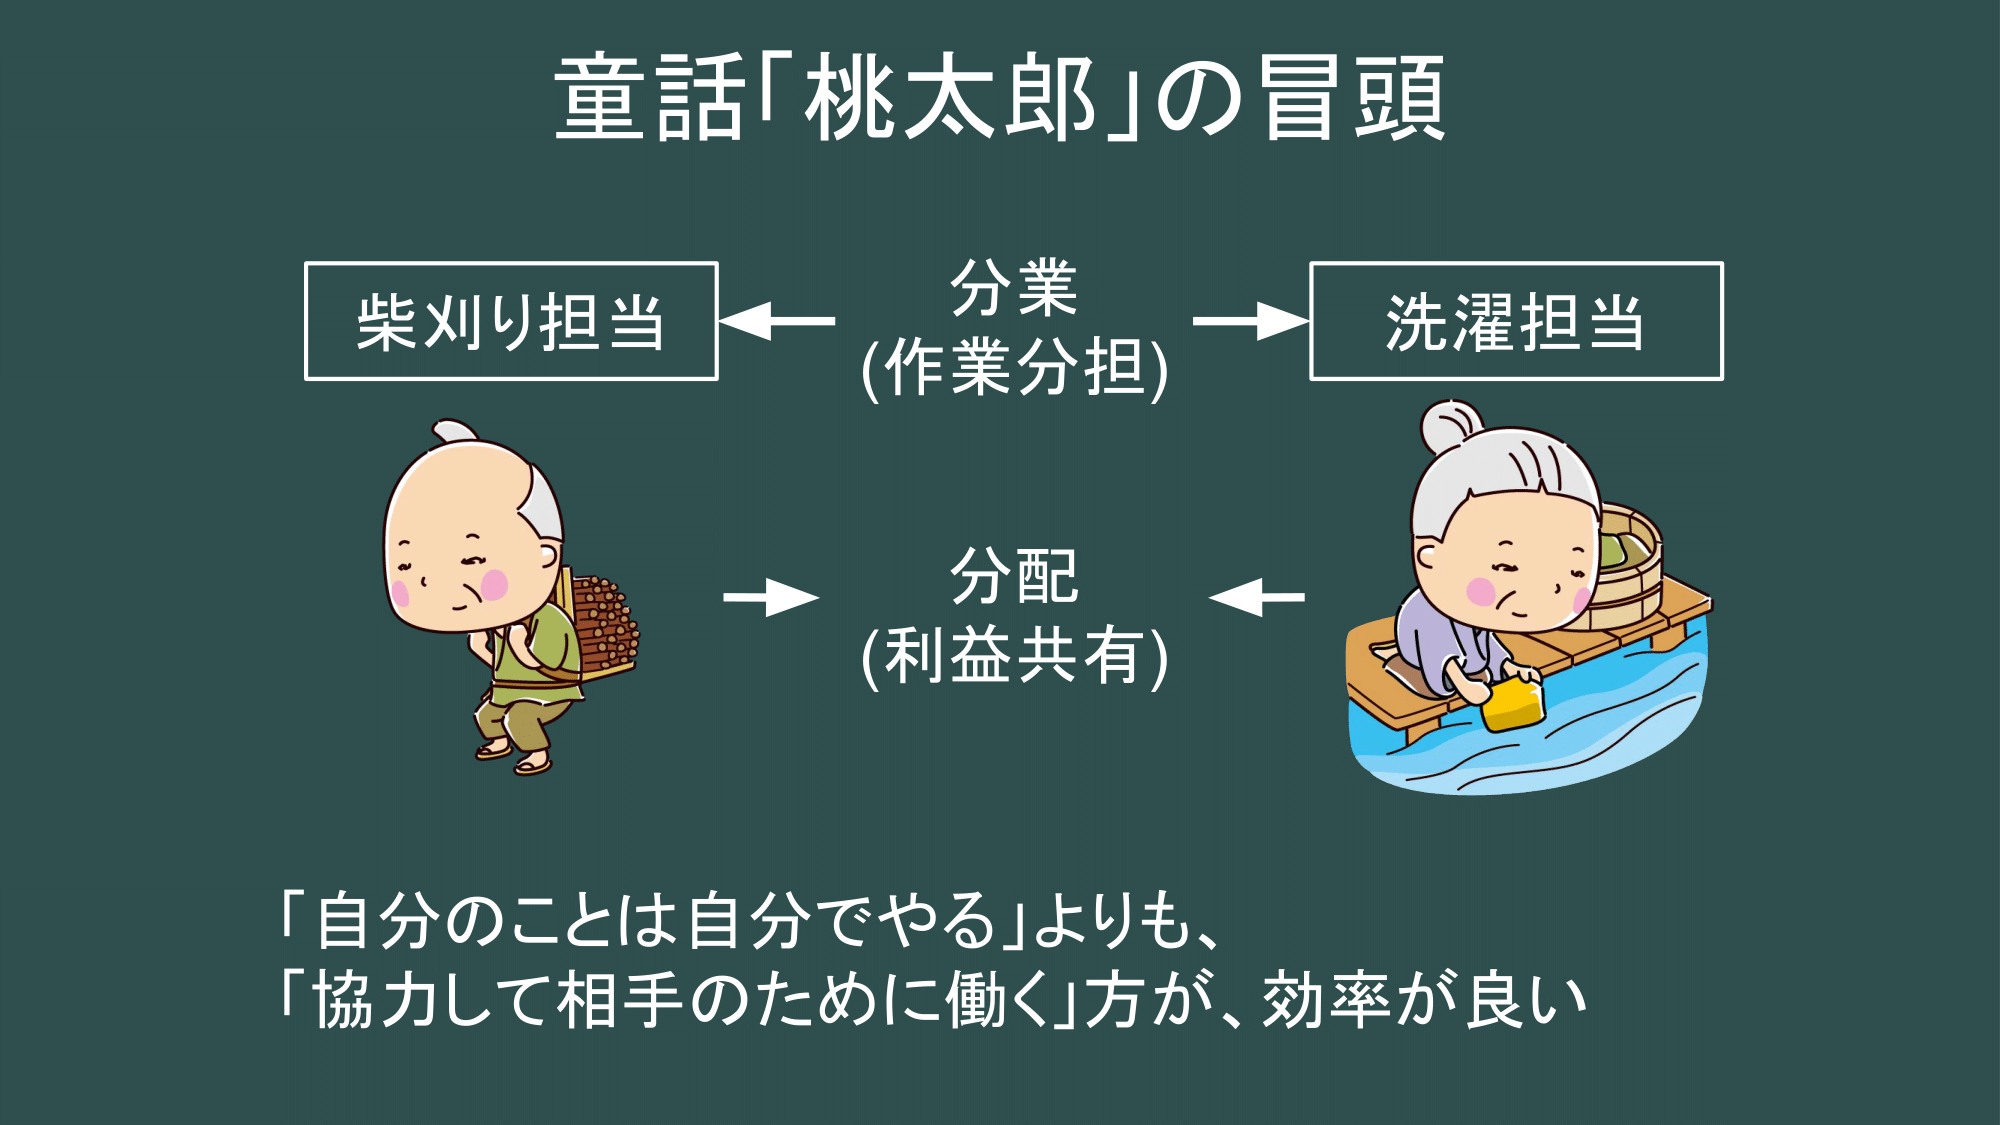 童話「桃太郎」の冒頭
柴刈り担当
分業
(作業分担)
洗濯担当
分配
(利益共有)
「自分のことは自分でやる」よりも、
「協力して相手のために働く」方が、効率が良い